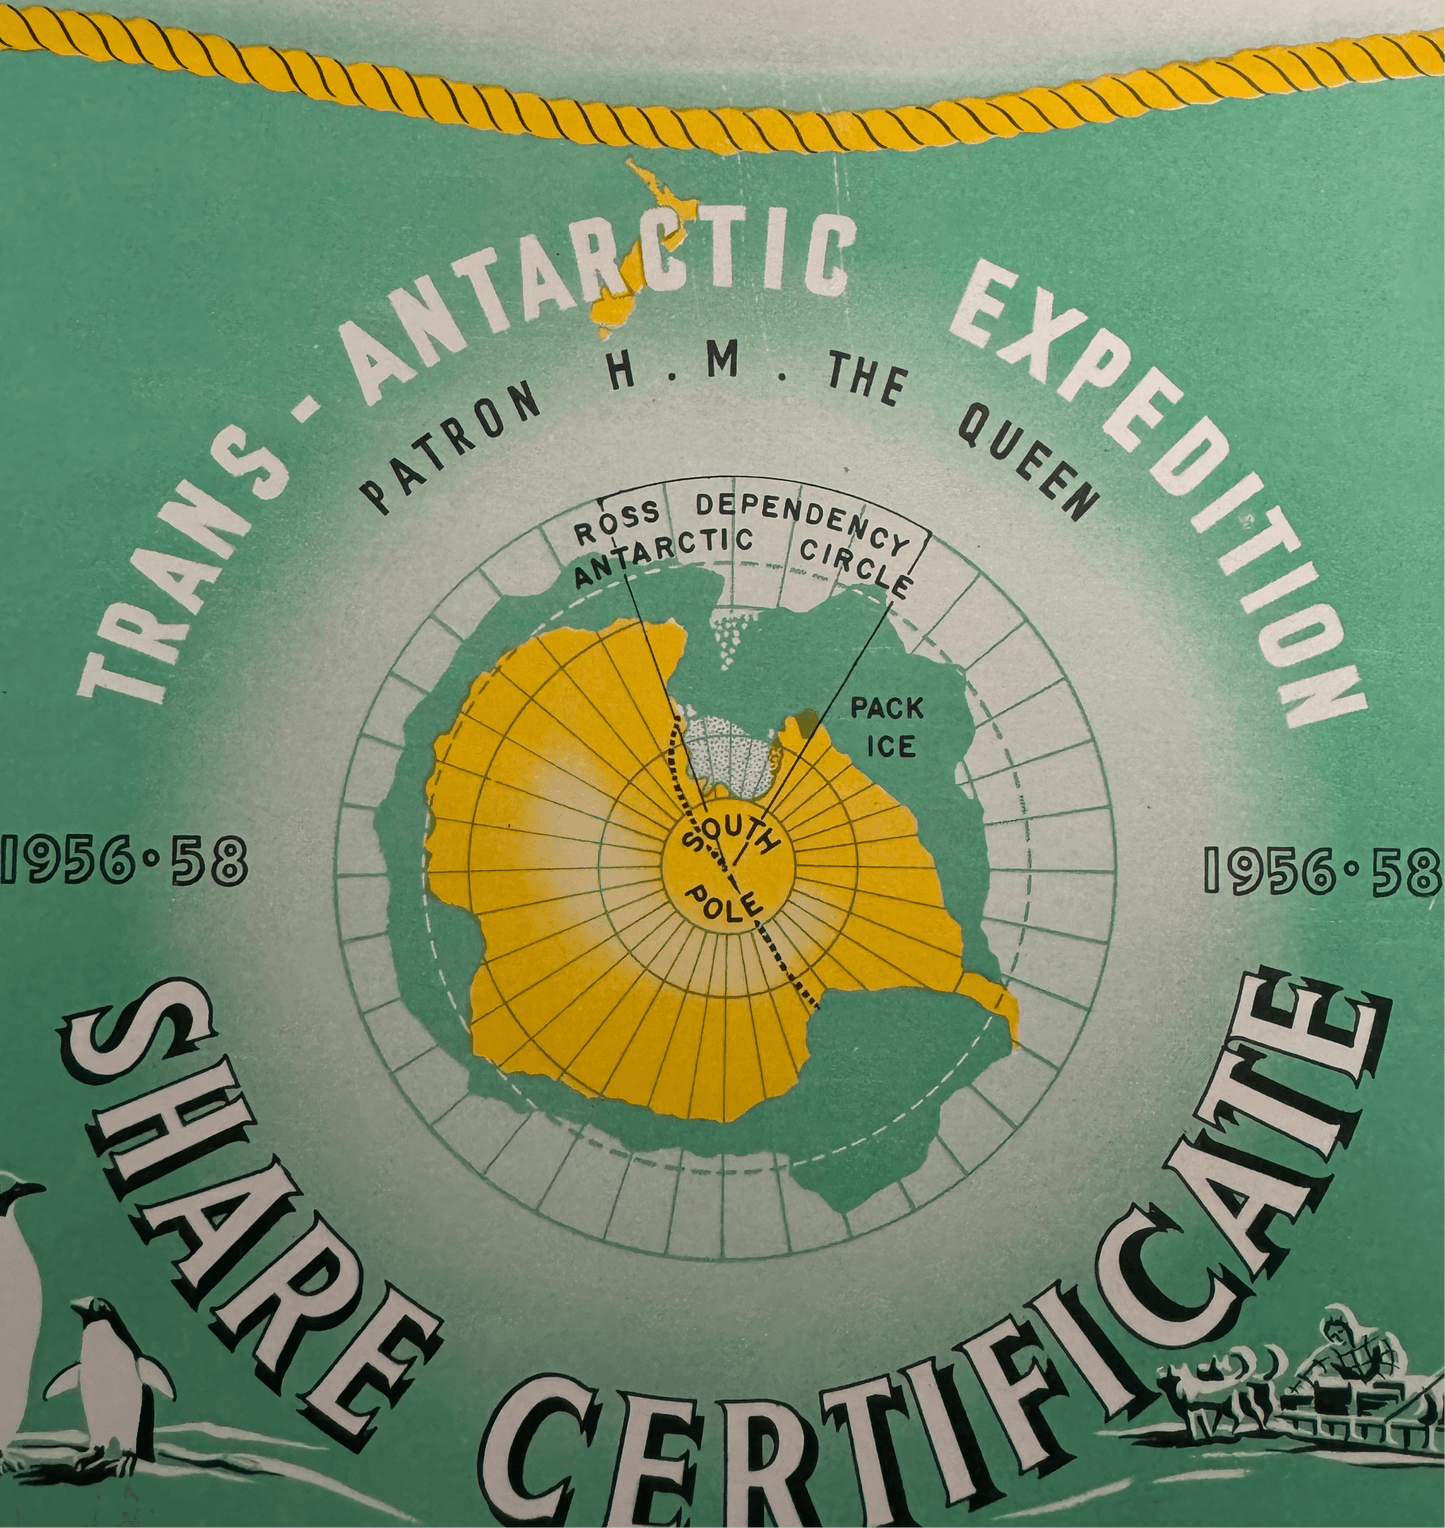 TRANS - ANTARCTIC EXPEDITION
PATRON H . M . THE QUEEN
ROSS DEPENDENCY
ANTARCTIC CIRCLE
PACK
ICE
SOUTH
POLE
1956•58
1956•58
SHARE CERTIFICATE